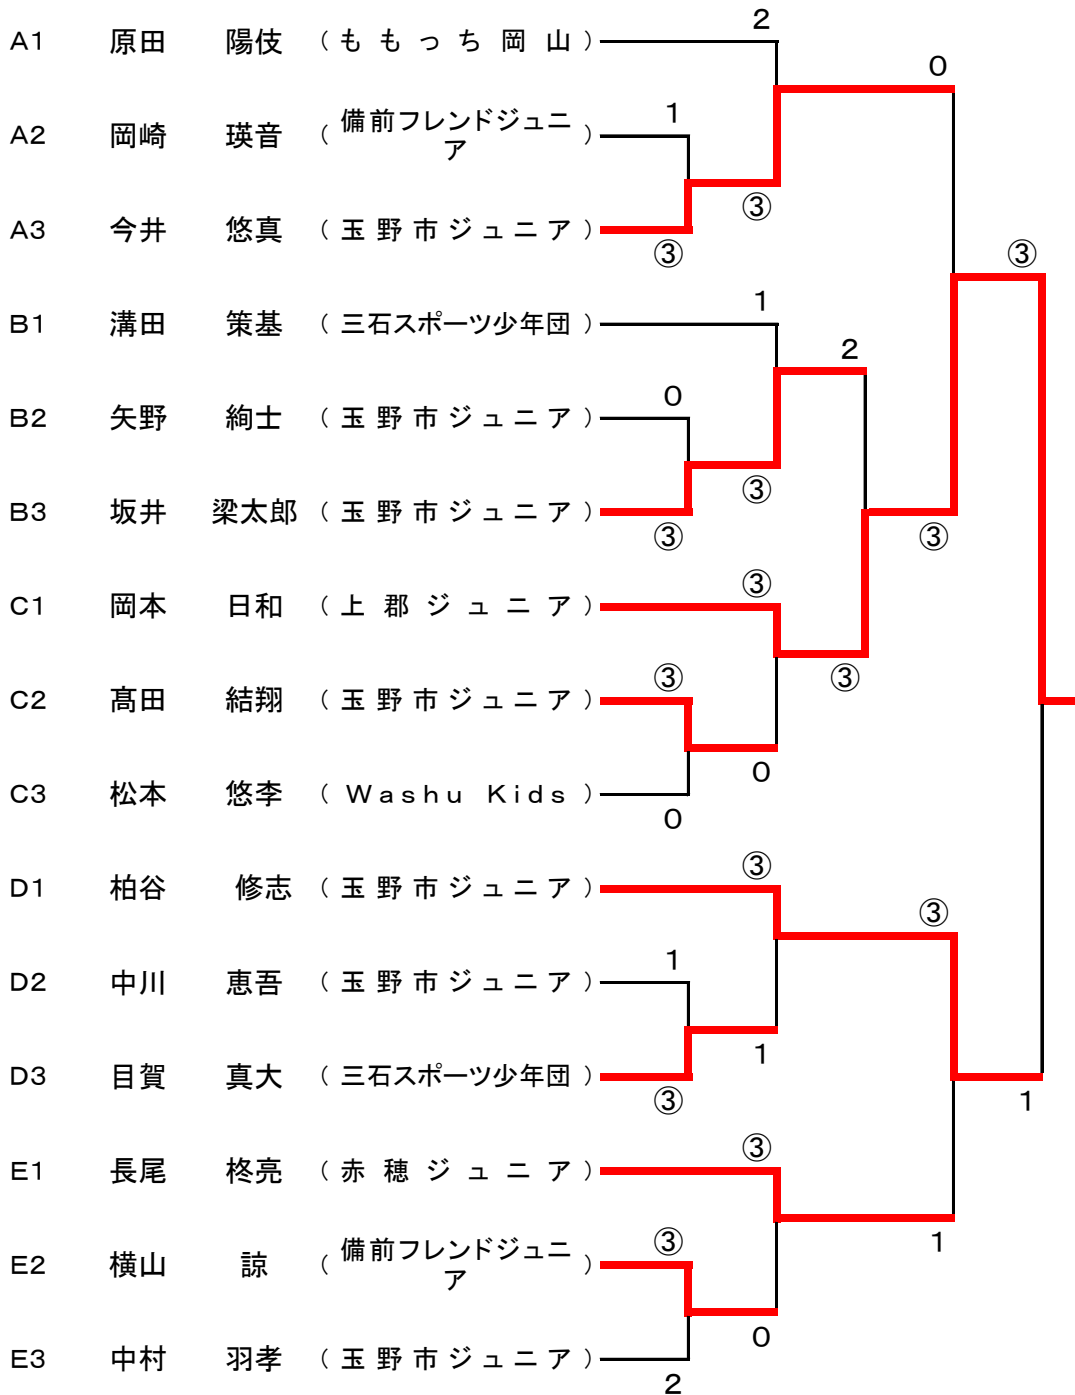 2
A1 原田 陽伎 (ももっち岡山)
0
1
A2 岡崎 瑛音 (備前フレンドジュニア)
③
A3 今井 悠真 (玉野市ジュニア)
③
③
1
B1 溝田 策基 (三石スポーツ少年団)
2
0
B2 矢野 絢士 (玉野市ジュニア)
③
B3 坂井 梁太郎 (玉野市ジュニア)
③
③
③
C1 岡本 日和 (上郡ジュニア)
③
③
C2 髙田 結翔 (玉野市ジュニア)
0
C3 松本 悠李 (Washu Kids)
0
③
D1 柏谷 修志 (玉野市ジュニア)
③
1
D2 中川 恵吾 (玉野市ジュニア)
1
D3 目賀 真大 (三石スポーツ少年団)
③
1
③
E1 長尾 柊亮 (赤穂ジュニア)
③
1
E2 横山 諒 (備前フレンドジュニア)
0
E3 中村 羽孝 (玉野市ジュニア)
2